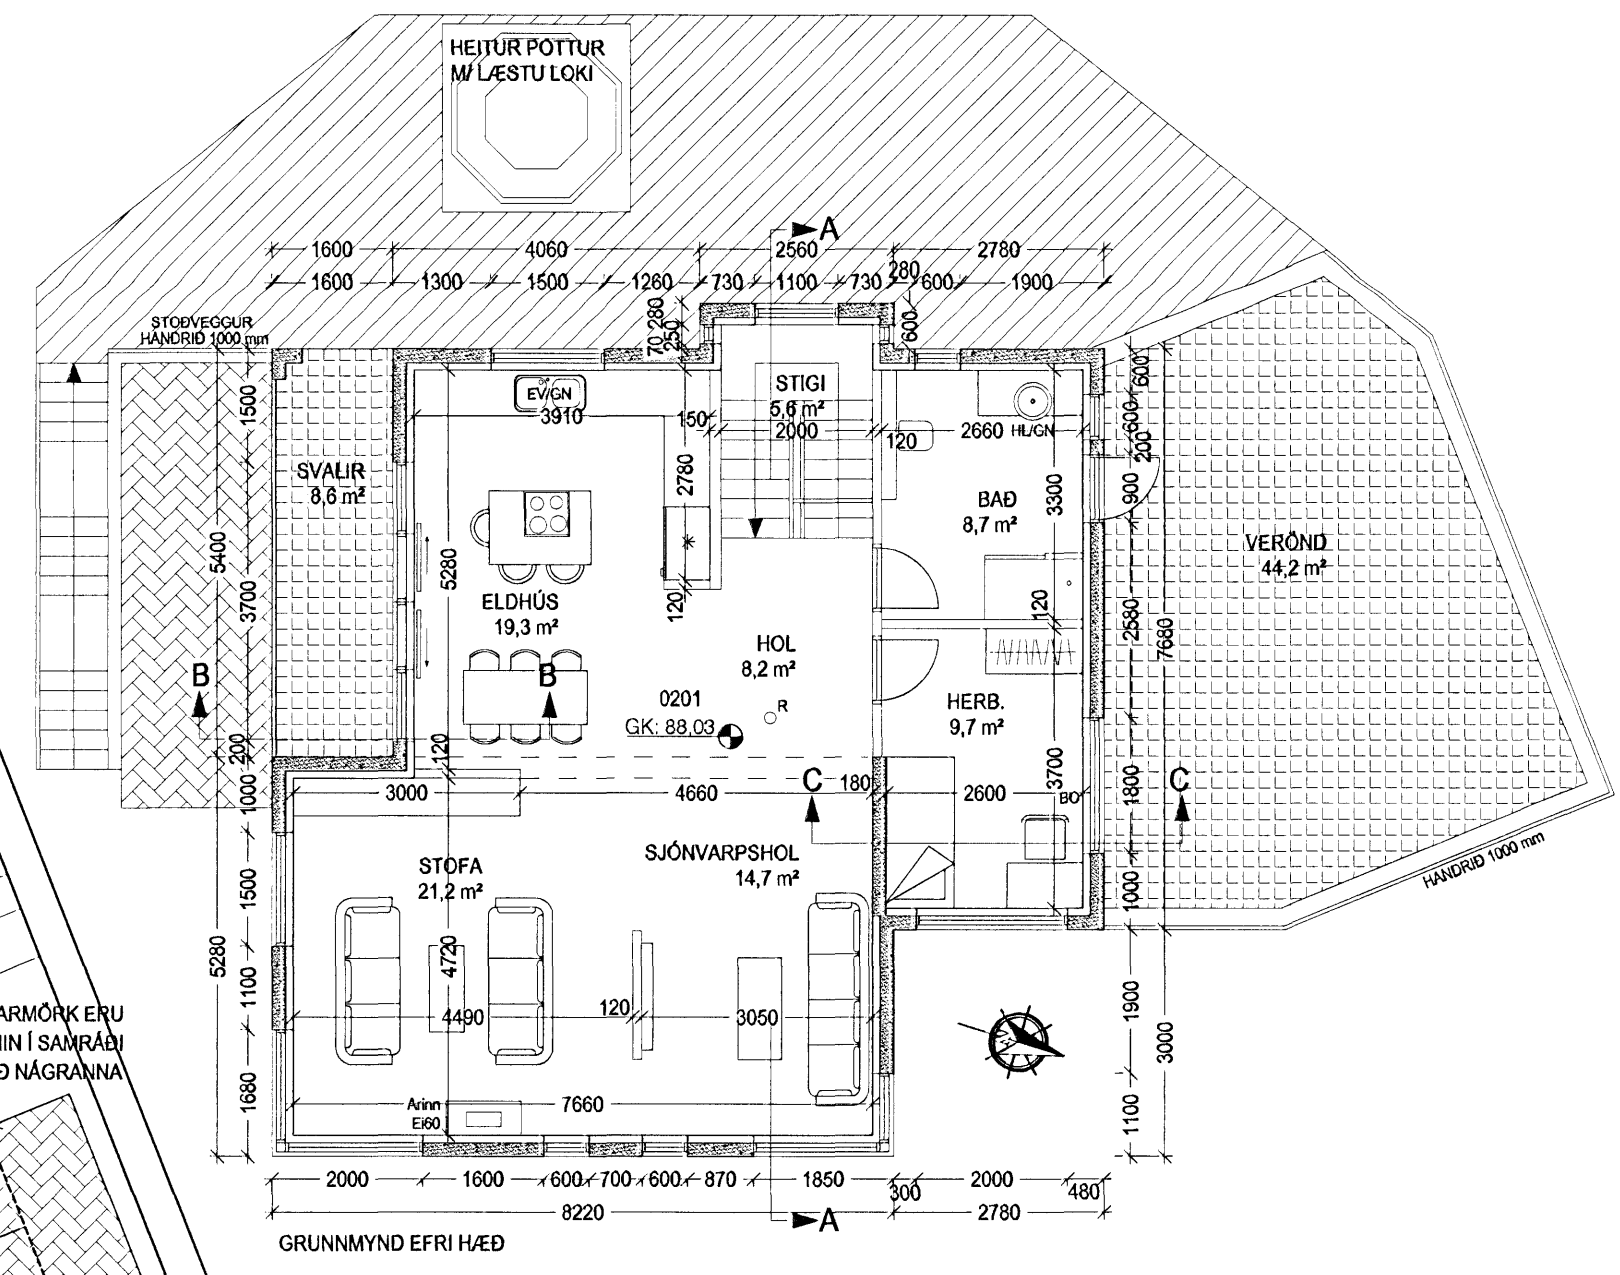 HEITUR POTTUR
M/ LÆSTU LOKI
A
1600
4060
2560
2780
1600
1300
1500
1260
730
1100
730
280
600
1900
STOÐVEGGUR
HANDRIÐ 1000 mm
70 280
250
600
EV/GN
3910
150
STIGI
5,6 m²
2000
120
2660
HL/GN
600
600
200
900
1500
5400
3700
SVALIR
8,6 m²
5280
2780
120
3300
BAÐ
8,7 m²
VERÖND
44,2 m²
ELDHÚS
19,3 m²
HOL
8,2 m²
120
2580
7680
B
B
0201
GK: 88,03
R
HERB.
9,7 m²
200
120
3700
1000
3000
4660
180
C
2600
BO
1800
C
STOFA
21,2 m²
SJÓNVARPSHOL
14,7 m²
HANDRIÐ 1000 mm
1500
1000
5280
4720
1100
4490
120
3050
1900
3000
ARMÖRK ERU
IN Í SAMRÁÐI
Ð NÁGRANNA
1680
Arinn
Ei60
7660
1100
2000
1600
600
700
600
870
1850
300
2000
480
8220
2780
A
GRUNNMYND EFRI HÆÐ